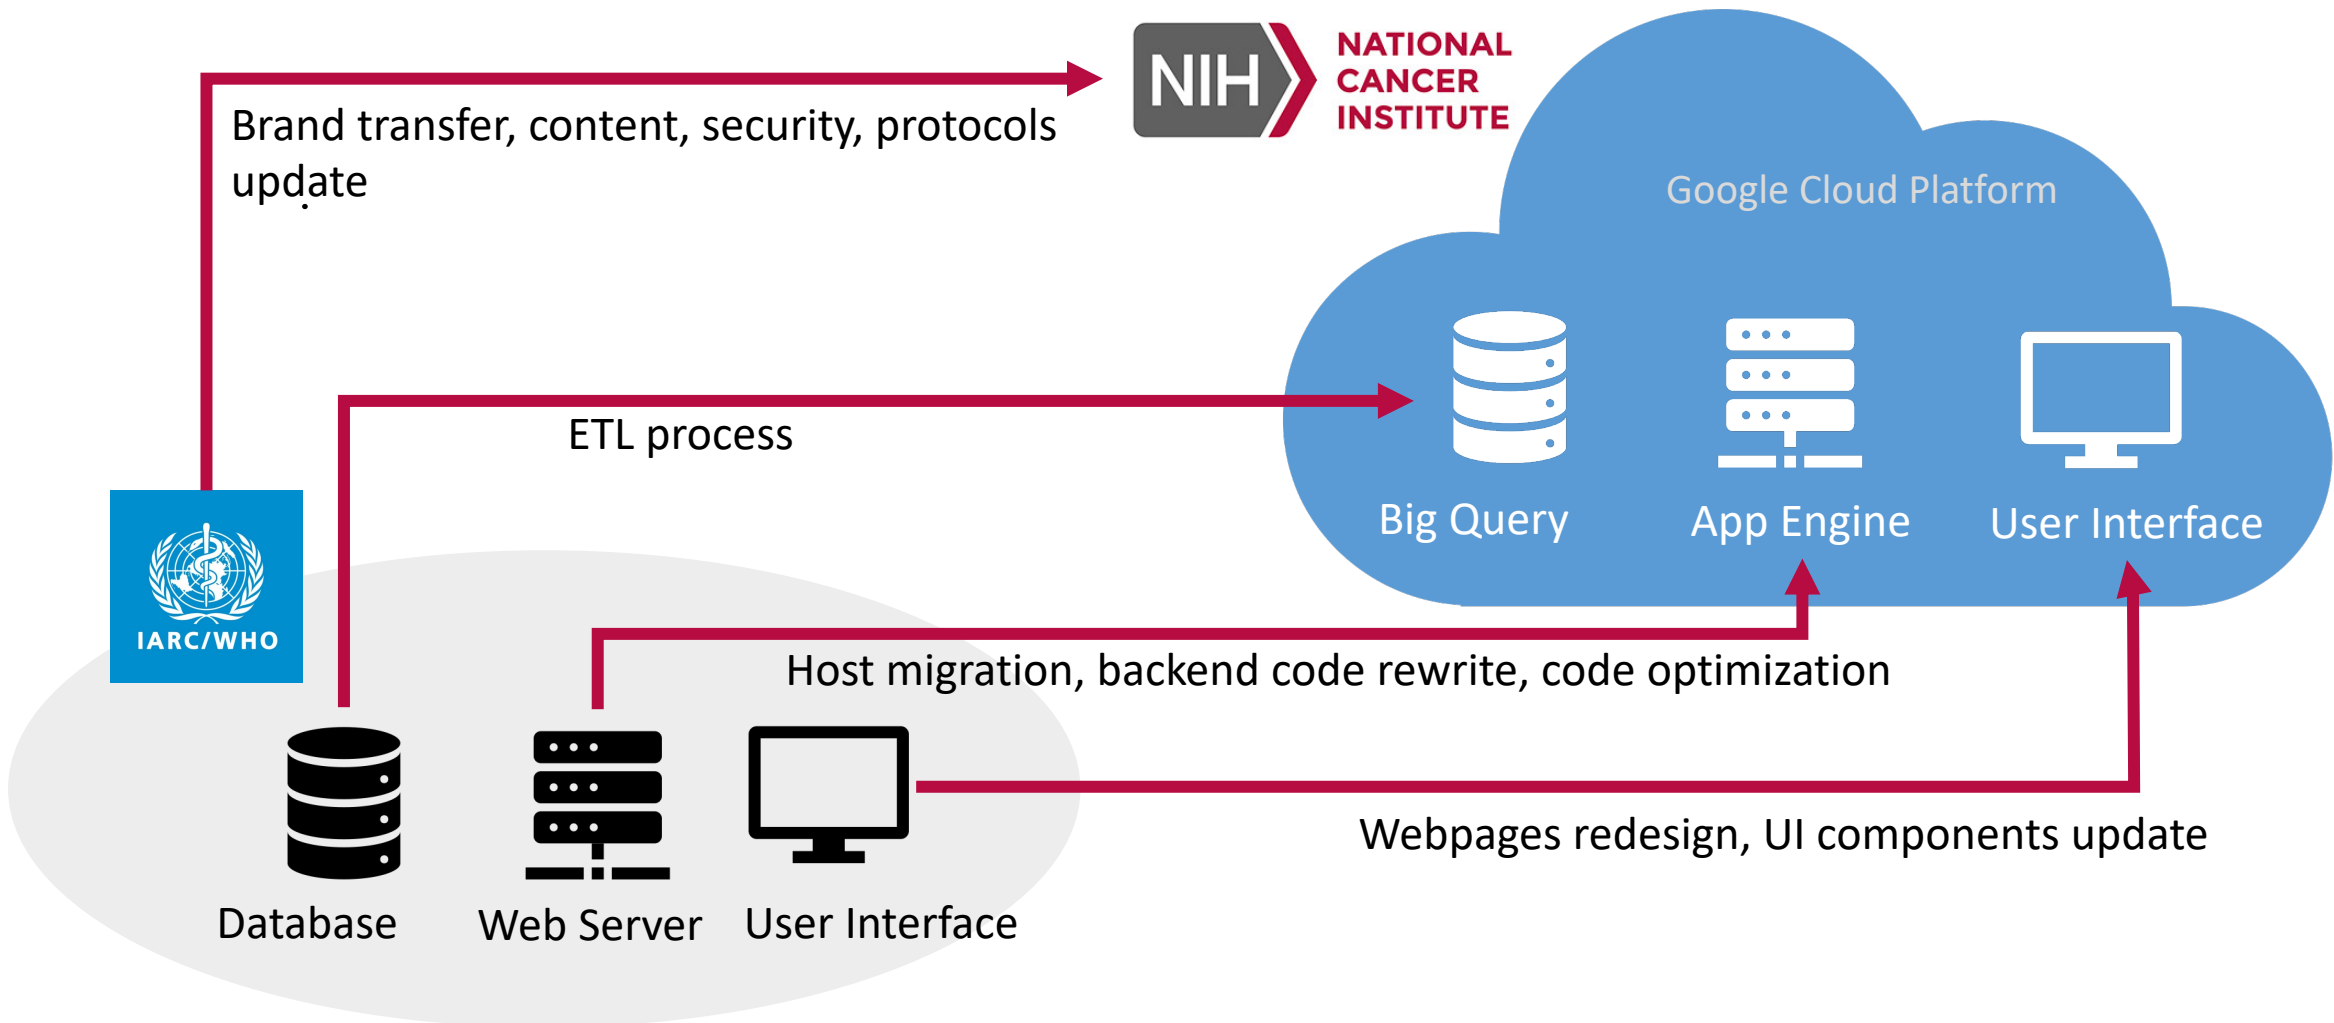 NIH
NATIONAL
CANCER
INSTITUTE
Brand transfer, content, security, protocols
update
.
Google Cloud Platform
ETL process
Big Query
App Engine
User Interface
IARC/WHO
Host migration, backend code rewrite, code optimization
Webpages redesign, UI components update
Database
Web Server
User Interface